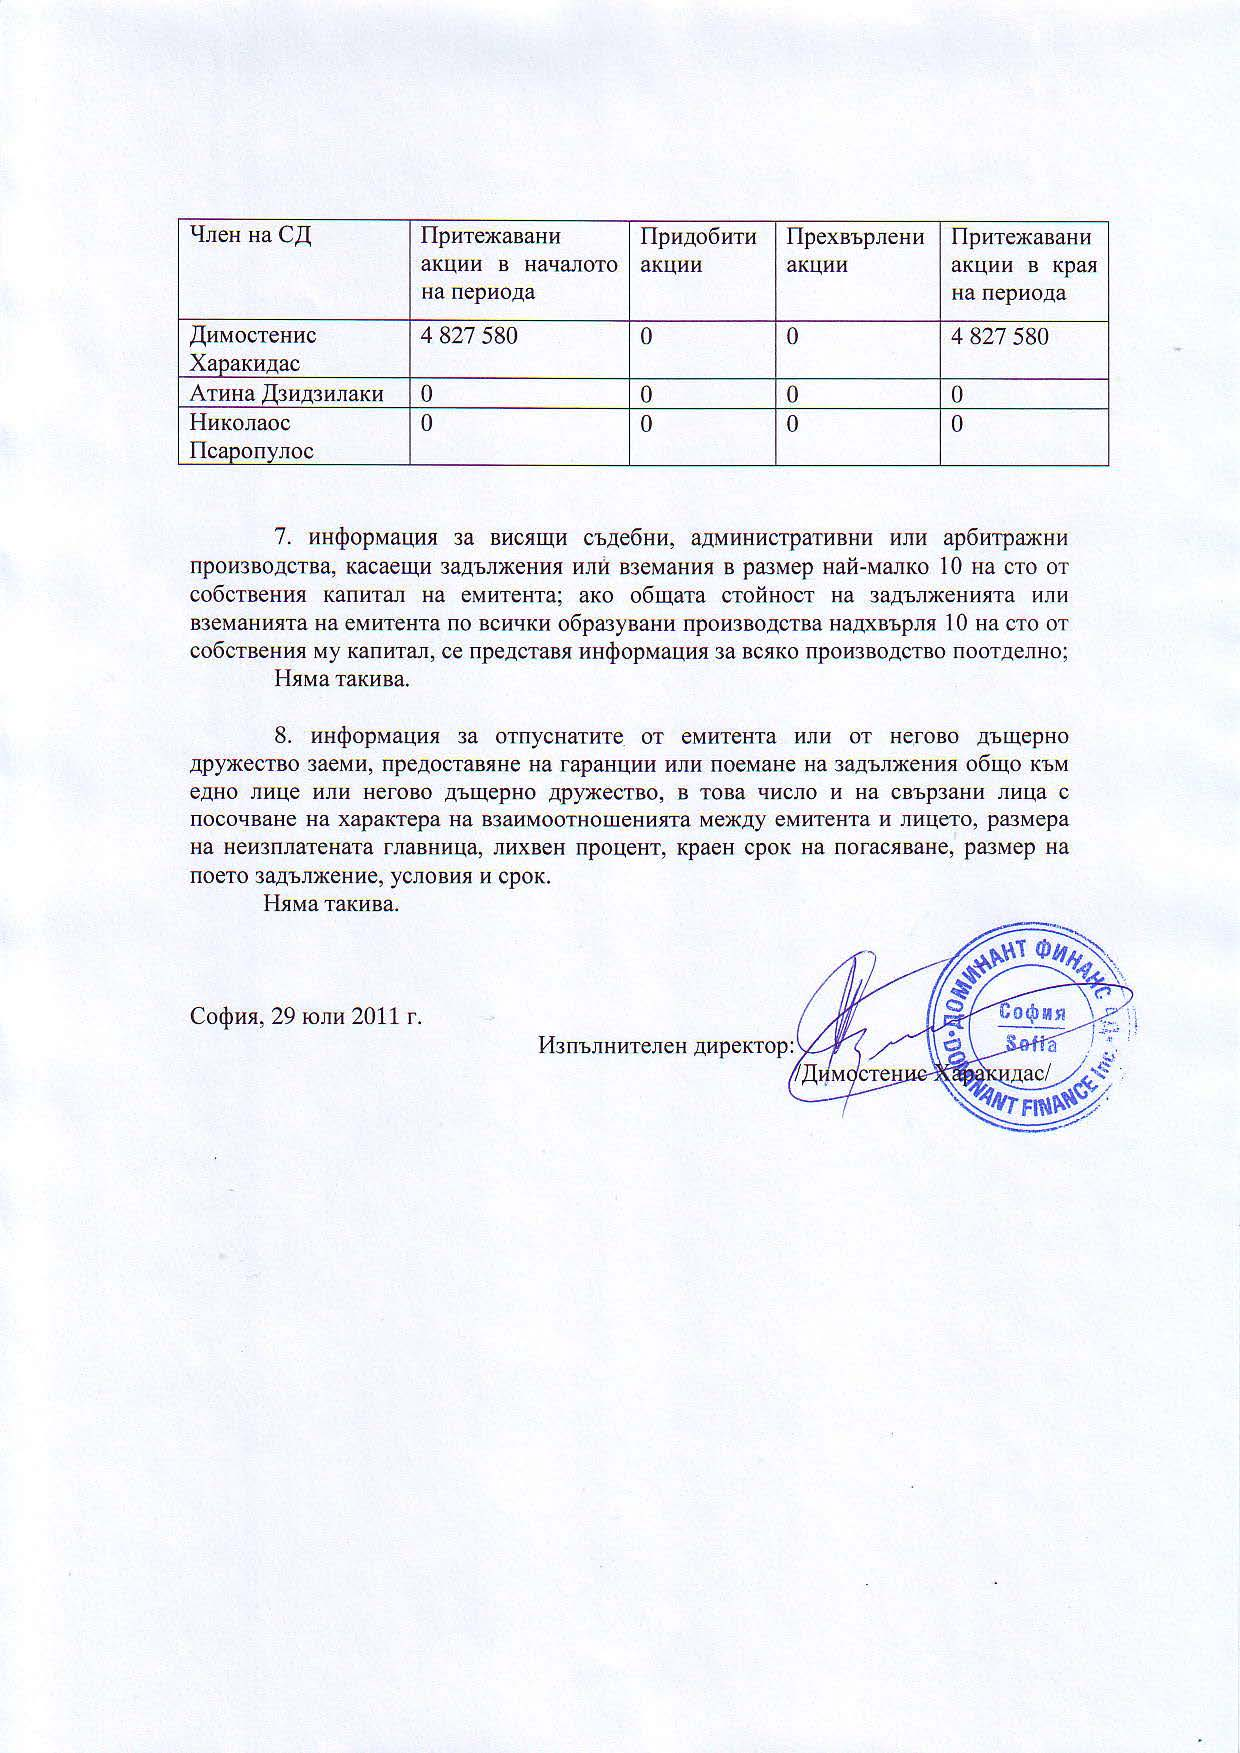 Член на СД Притежавани акции в началото на периода Придобити акции Прехвърлени акции Притежавани акции в края на периода
Димостенис Харакидас 4 827 580 0 0 4 827 580
Атина Дзидзилаки 0 0 0 0
Николаос Псаропулос 0 0 0 0
7. информация за висящи съдебни, административни или арбитражни
производства, касаещи задължения или вземания в размер най-малко 10 на сто от
собствения капитал на емитента; ако общата стойност на задълженията или
вземанията на емитента по всички образувани производства надхвърля 10 на сто от
собствения му капитал, се представя информация за всяко производство поотделно;
Няма такива.
8. информация за отпуснатите от емитента или от негово дъщерно
дружество заеми, предоставяне на гаранции или поемане на задължения общо към
едно лице или негово дъщерно дружество, в това число и на свързани лица с
посочване на характера на взаимоотношенията между емитента и лицето, размера
на неизплатената главница, лихвен процент, краен срок на погасяване, размер на
поето задължение, условия и срок.
Няма такива.
София, 29 юли 2011 г.
Изпълнителен директор:
/Димостенис Харакидас/
ДОМИНАНТ ФИНАНС
София
Sofia
DOMINANT FINANCE Inc.